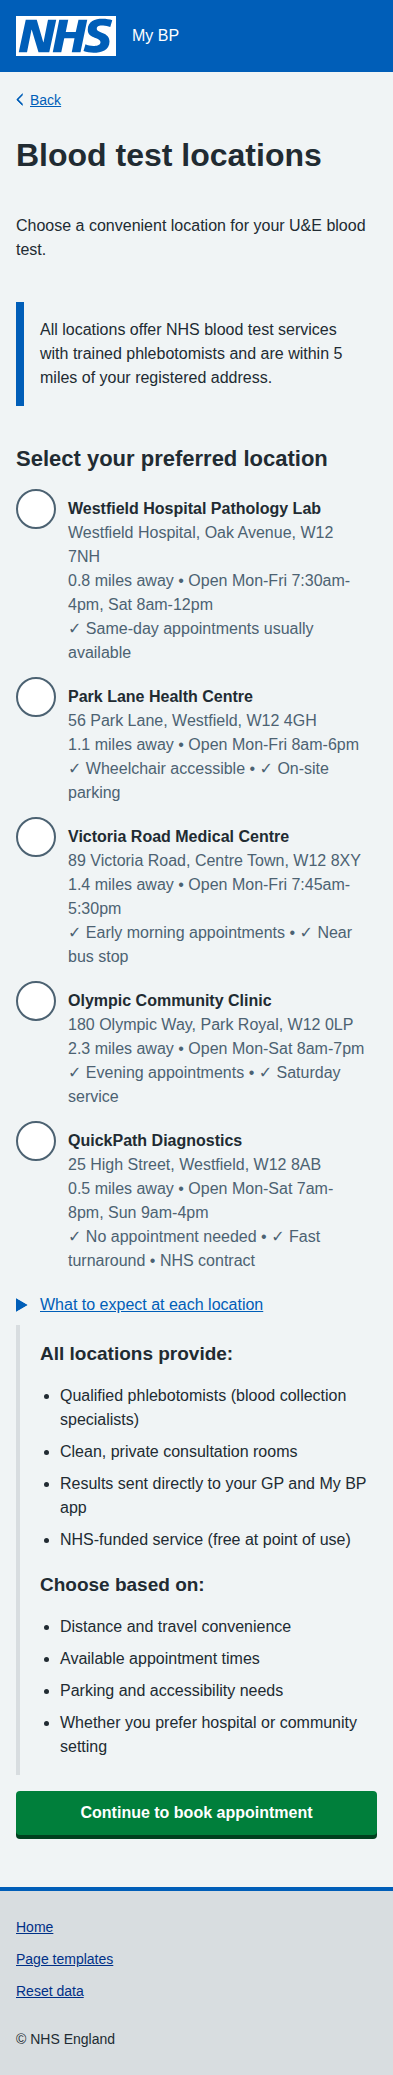 NHS My BP
Back
Blood test locations
Choose a convenient location for your U&E blood
test.
All locations offer NHS blood test services
with trained phlebotomists and are within 5
miles of your registered address.
Select your preferred location
Westfield Hospital Pathology Lab
Westfield Hospital, Oak Avenue, W12
7NH
0.8 miles away • Open Mon-Fri 7:30am-
4pm, Sat 8am-12pm
✓ Same-day appointments usually
available
Park Lane Health Centre
56 Park Lane, Westfield, W12 4GH
1.1 miles away • Open Mon-Fri 8am-6pm
✓ Wheelchair accessible • ✓ On-site
parking
Victoria Road Medical Centre
89 Victoria Road, Centre Town, W12 8XY
1.4 miles away • Open Mon-Fri 7:45am-
5:30pm
✓ Early morning appointments • ✓ Near
bus stop
Olympic Community Clinic
180 Olympic Way, Park Royal, W12 0LP
2.3 miles away • Open Mon-Sat 8am-7pm
✓ Evening appointments • ✓ Saturday
service
QuickPath Diagnostics
25 High Street, Westfield, W12 8AB
0.5 miles away • Open Mon-Sat 7am-
8pm, Sun 9am-4pm
✓ No appointment needed • ✓ Fast
turnaround • NHS contract
What to expect at each location
All locations provide:
• Qualified phlebotomists (blood collection
specialists)
• Clean, private consultation rooms
• Results sent directly to your GP and My BP
app
• NHS-funded service (free at point of use)
Choose based on:
• Distance and travel convenience
• Available appointment times
• Parking and accessibility needs
• Whether you prefer hospital or community
setting
Continue to book appointment
Home
Page templates
Reset data
© NHS England